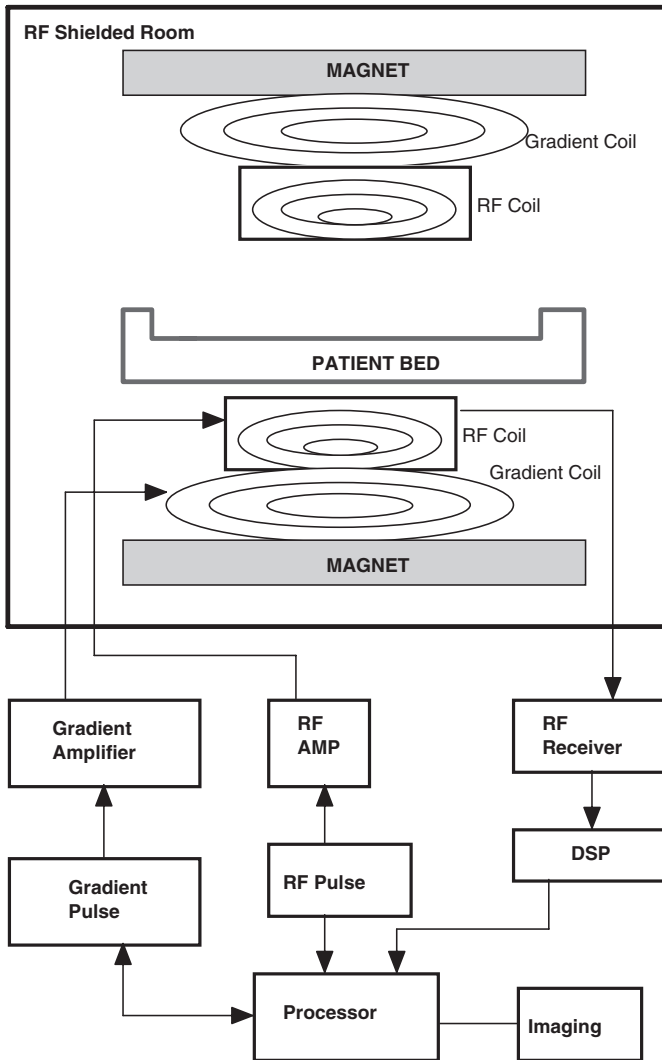 RF Shielded Room
MAGNET
Gradient Coil
RF Coil
PATIENT BED
RF Coil
Gradient Coil
MAGNET
Gradient
Amplifier
RF
AMP
RF
Receiver
DSP
Gradient
Pulse
RF Pulse
Processor
Imaging